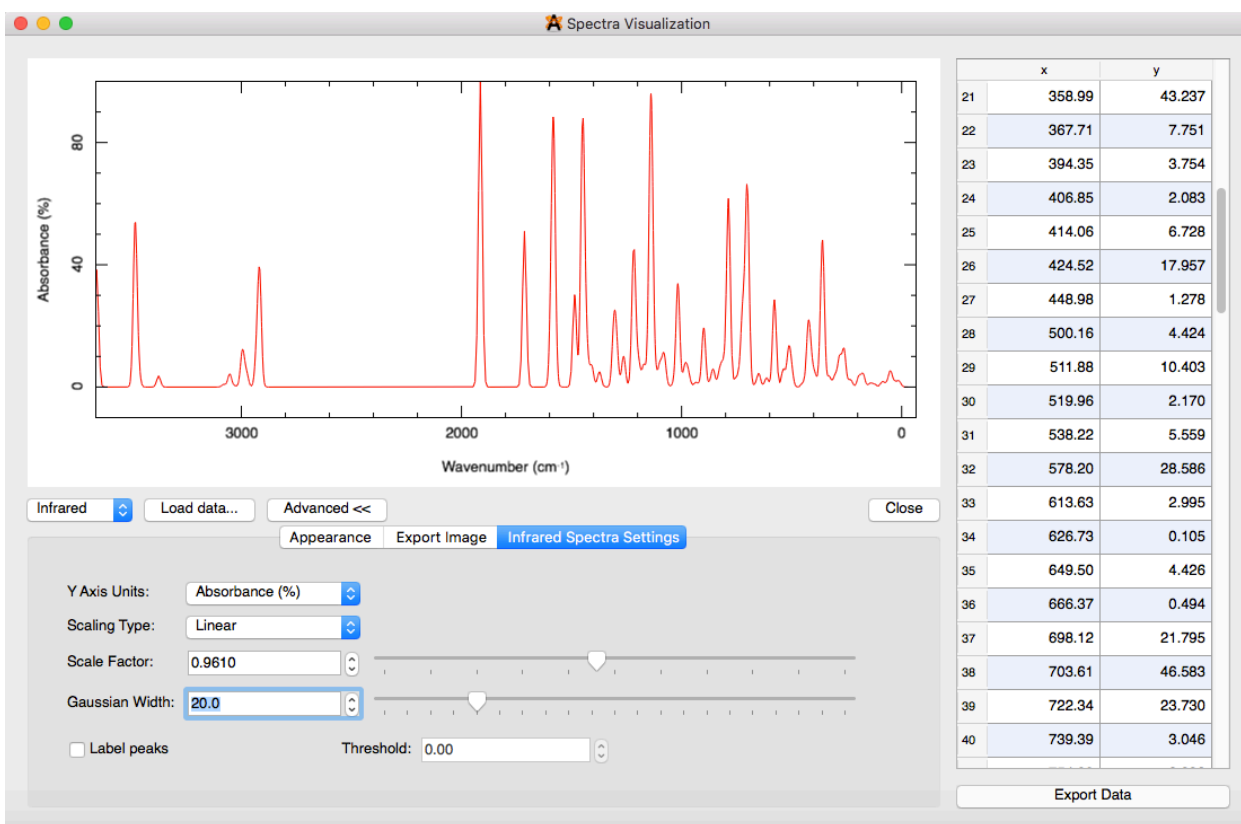 Spectra Visualization
80
40
0
Absorbance (%)
3000 2000 1000 0
Wavenumber (cm⁻¹)
Infrared Load data... Advanced << Close
Appearance Export Image Infrared Spectra Settings
Y Axis Units: Absorbance (%)
Scaling Type: Linear
Scale Factor: 0.9610
Gaussian Width: 20.0
Label peaks Threshold: 0.00
x y
21 358.99 43.237
22 367.71 7.751
23 394.35 3.754
24 406.85 2.083
25 414.06 6.728
26 424.52 17.957
27 448.98 1.278
28 500.16 4.424
29 511.88 10.403
30 519.96 2.170
31 538.22 5.559
32 578.20 28.586
33 613.63 2.995
34 626.73 0.105
35 649.50 4.426
36 666.37 0.494
37 698.12 21.795
38 703.61 46.583
39 722.34 23.730
40 739.39 3.046
Export Data